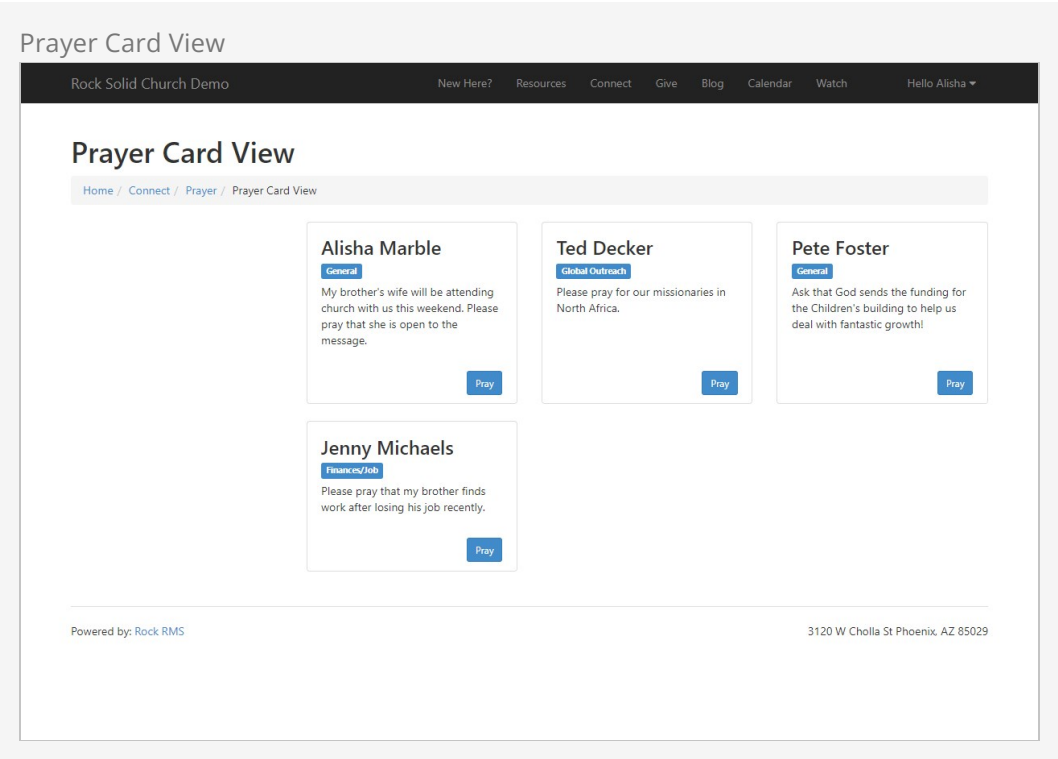 Prayer Card View
Rock Solid Church Demo New Here? Resources Connect Give Blog Calendar Watch Hello Alisha
Prayer Card View
Home / Connect / Prayer / Prayer Card View
Alisha Marble
General
My brother's wife will be attending
church with us this weekend. Please
pray that she is open to the
message.
Pray
Ted Decker
Global Outreach
Please pray for our missionaries in
North Africa.
Pray
Pete Foster
General
Ask that God sends the funding for
the Children's building to help us
deal with fantastic growth!
Pray
Jenny Michaels
Finances/Job
Please pray that my brother finds
work after losing his job recently.
Pray
Powered by: Rock RMS 3120 W Cholla St Phoenix, AZ 85029